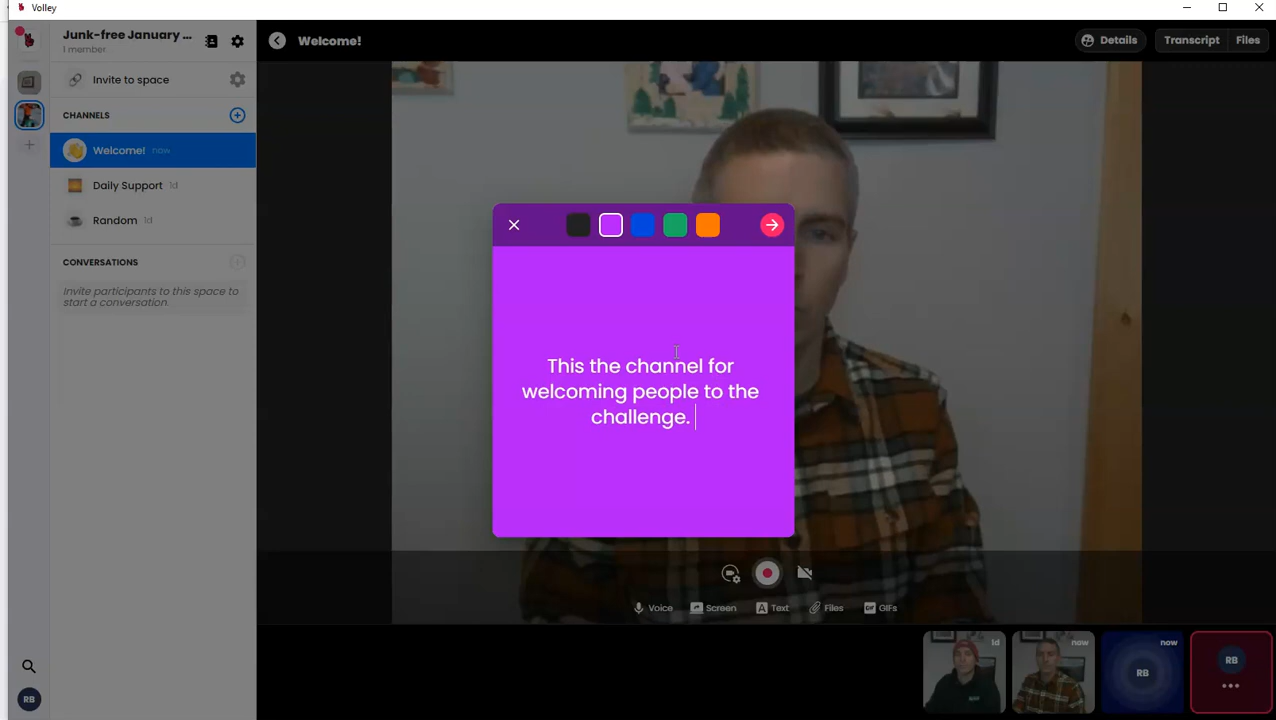 Volley
Junk-free January ...
1 member
Invite to space
CHANNELS
Welcome! now
Daily Support 1d
Random 1d
CONVERSATIONS
Invite participants to this space to
start a conversation.
RB
Welcome!
Details
Transcript
Files
This the channel for
welcoming people to the
challenge.
Voice
Screen
A Text
Files
GIF GIFs
1d
now
now
RB
RB